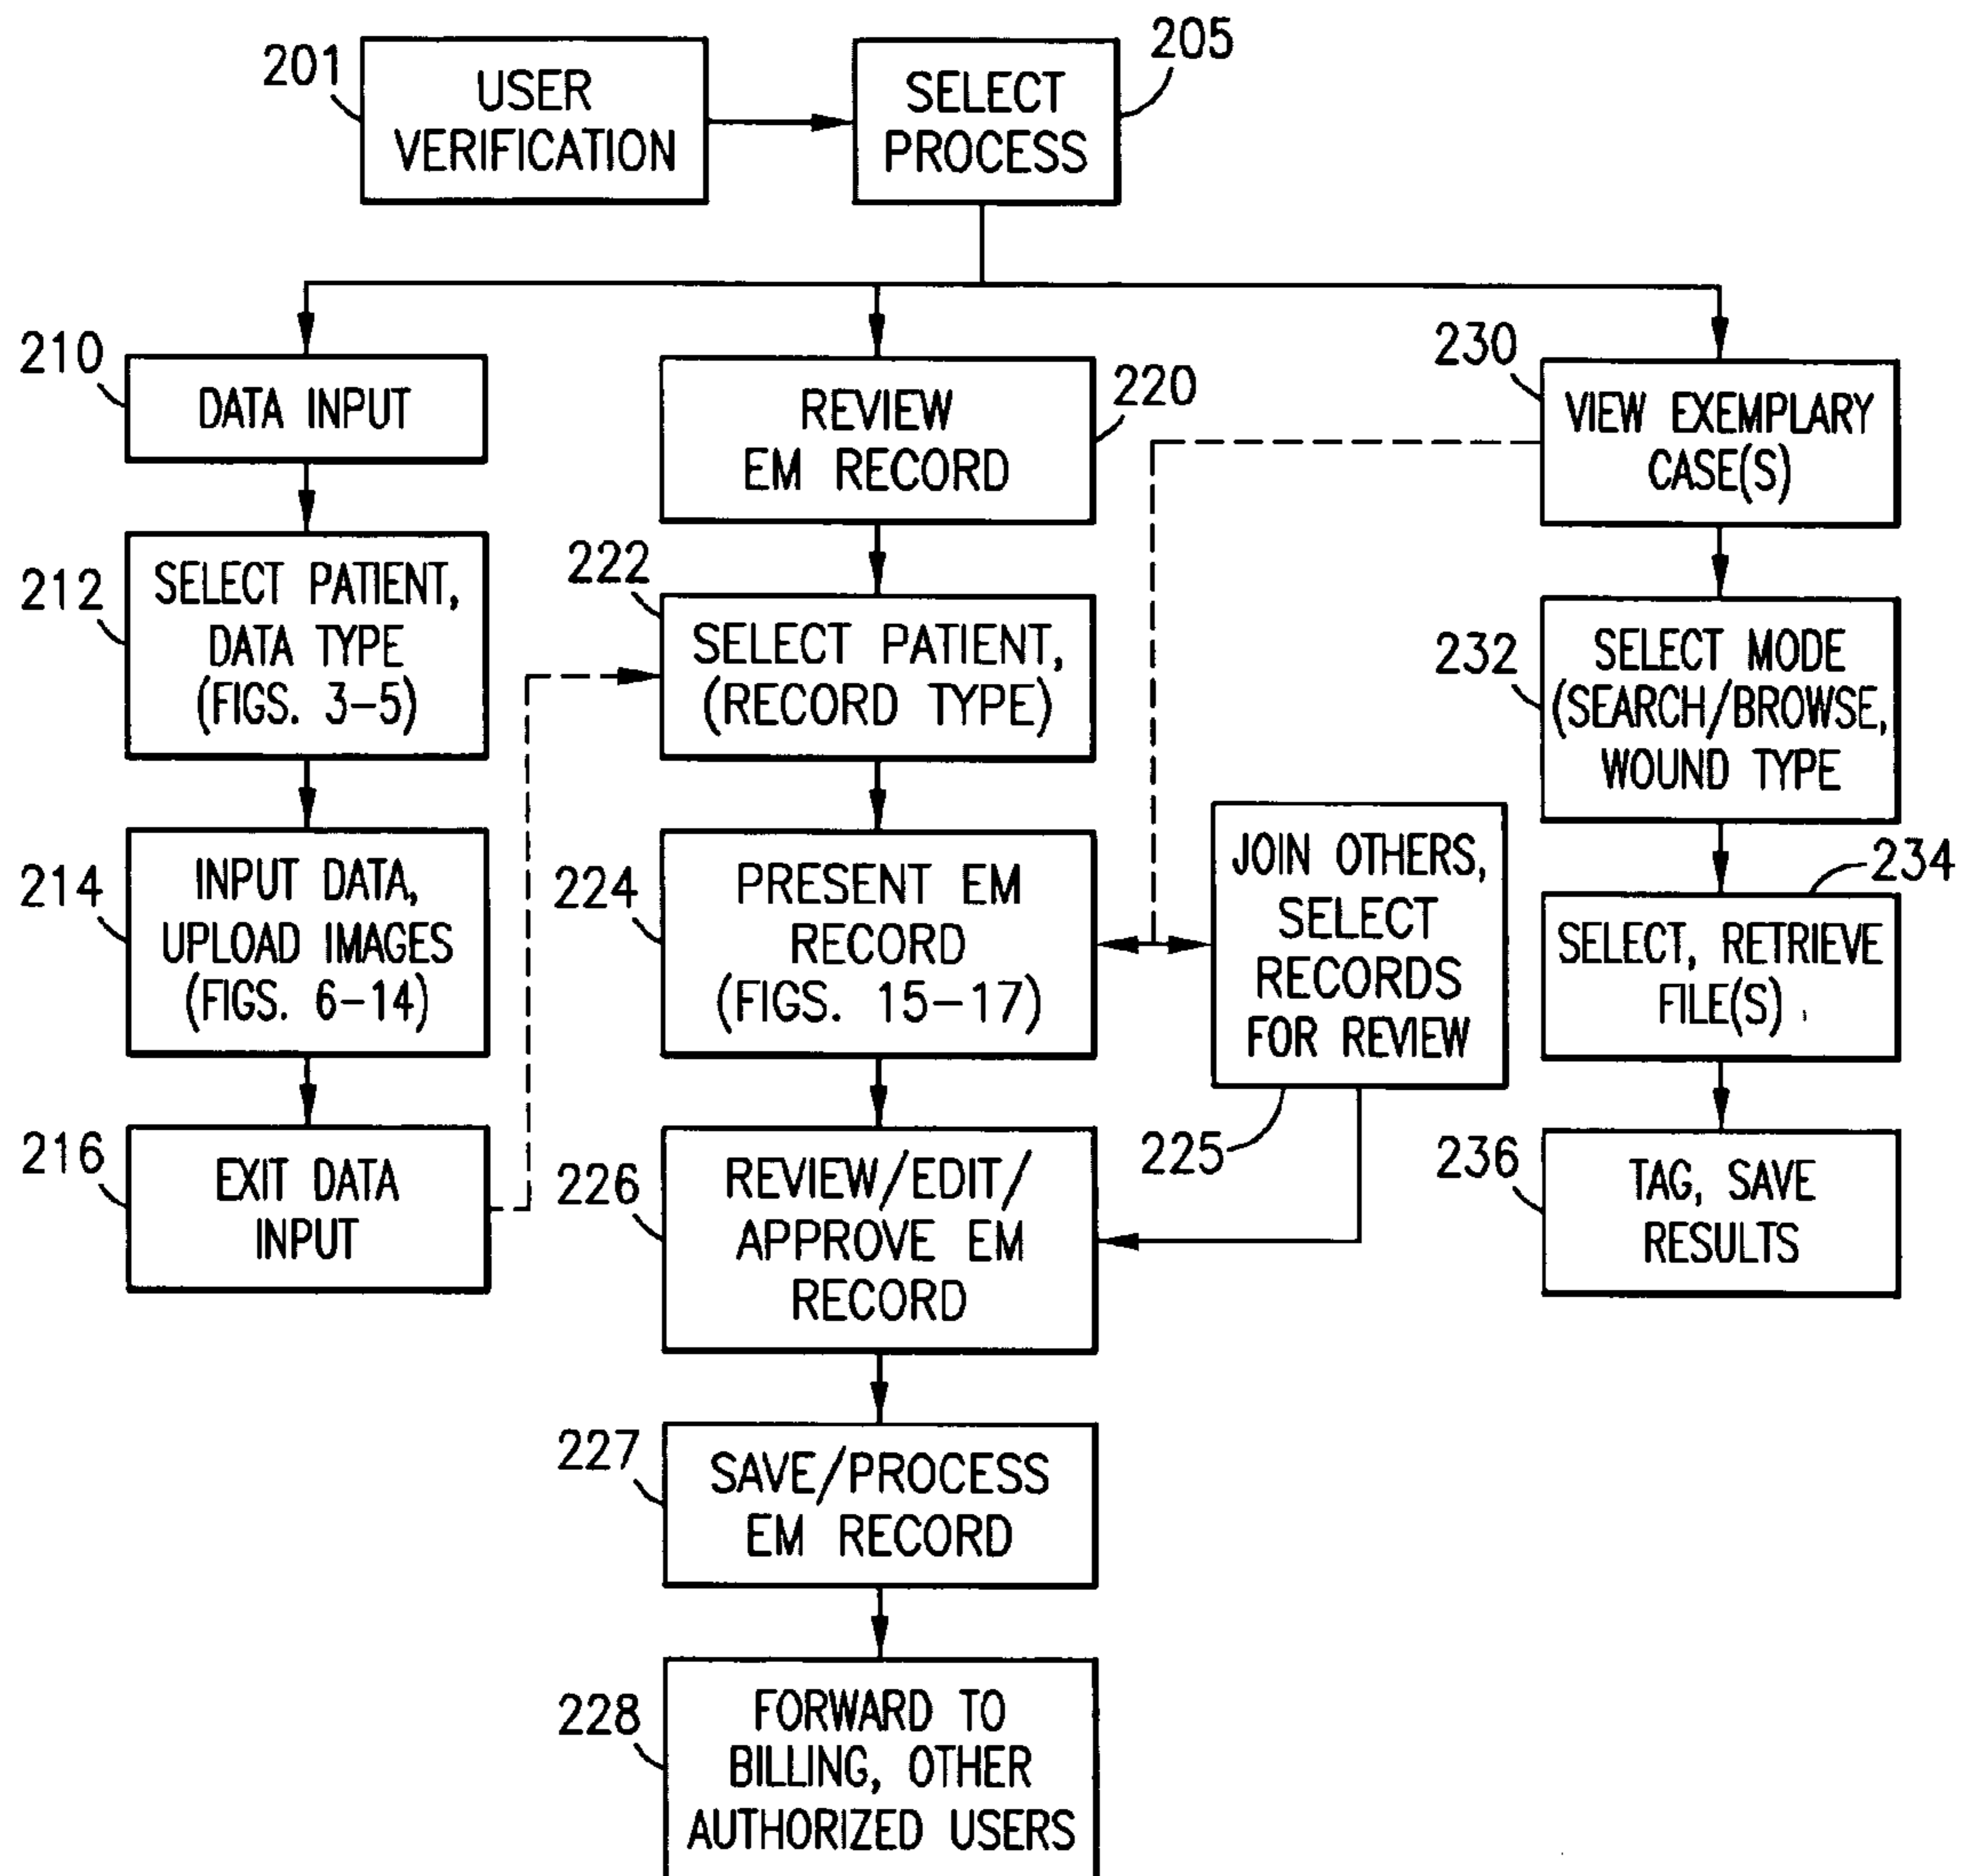 201
USER
VERIFICATION
205
SELECT
PROCESS
210
DATA INPUT
212
SELECT PATIENT,
DATA TYPE
(FIGS. 3-5)
214
INPUT DATA,
UPLOAD IMAGES
(FIGS. 6-14)
216
EXIT DATA
INPUT
220
REVIEW
EM RECORD
222
SELECT PATIENT,
(RECORD TYPE)
224
PRESENT EM
RECORD
(FIGS. 15-17)
225
JOIN OTHERS,
SELECT
RECORDS
FOR REVIEW
226
REVIEW/EDIT/
APPROVE EM
RECORD
227
SAVE/PROCESS
EM RECORD
228
FORWARD TO
BILLING, OTHER
AUTHORIZED USERS
230
VIEW EXEMPLARY
CASE(S)
232
SELECT MODE
(SEARCH/BROWSE,
WOUND TYPE
234
SELECT, RETRIEVE
FILE(S)
236
TAG, SAVE
RESULTS